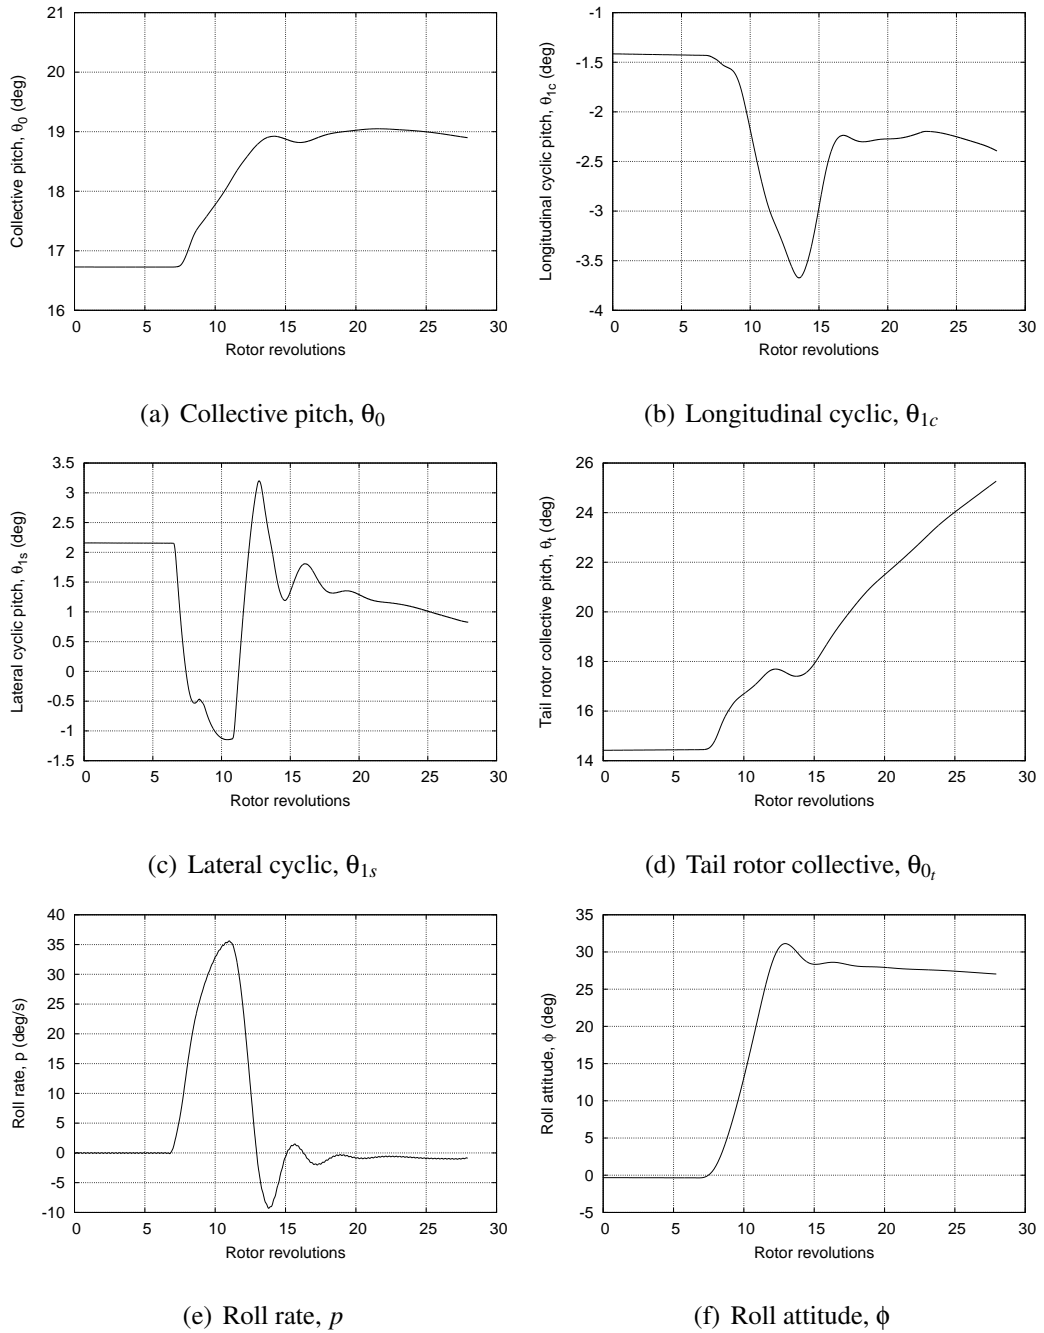 21
20
19
18
17
16
0 5 10 15 20 25 30
Collective pitch, θ0 (deg)
Rotor revolutions
(a) Collective pitch, θ0
-1
-1.5
-2
-2.5
-3
-3.5
-4
0 5 10 15 20 25 30
Longitudinal cyclic pitch, θ1c (deg)
Rotor revolutions
(b) Longitudinal cyclic, θ1c
3.5
3
2.5
2
1.5
1
0.5
0
-0.5
-1
-1.5
0 5 10 15 20 25 30
Lateral cyclic pitch, θ1s (deg)
Rotor revolutions
(c) Lateral cyclic, θ1s
26
24
22
20
18
16
14
0 5 10 15 20 25 30
Tail rotor collective pitch, θt (deg)
Rotor revolutions
(d) Tail rotor collective, θ0t
40
35
30
25
20
15
10
5
0
-5
-10
0 5 10 15 20 25 30
Roll rate, p (deg/s)
Rotor revolutions
(e) Roll rate, p
35
30
25
20
15
10
5
0
-5
0 5 10 15 20 25 30
Roll attitude, ϕ (deg)
Rotor revolutions
(f) Roll attitude, ϕ